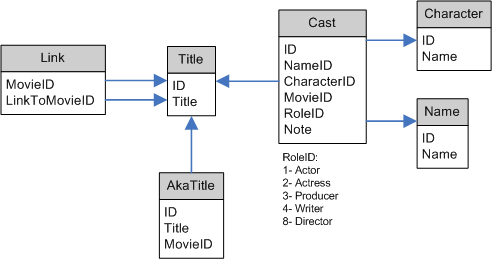 Link
MovieID
LinkToMovieID
Title
ID
Title
AkaTitle
ID
Title
MovieID
Cast
ID
NameID
CharacterID
MovieID
RoleID
Note
RoleID:
1- Actor
2- Actress
3- Producer
4- Writer
8- Director
Character
ID
Name
Name
ID
Name